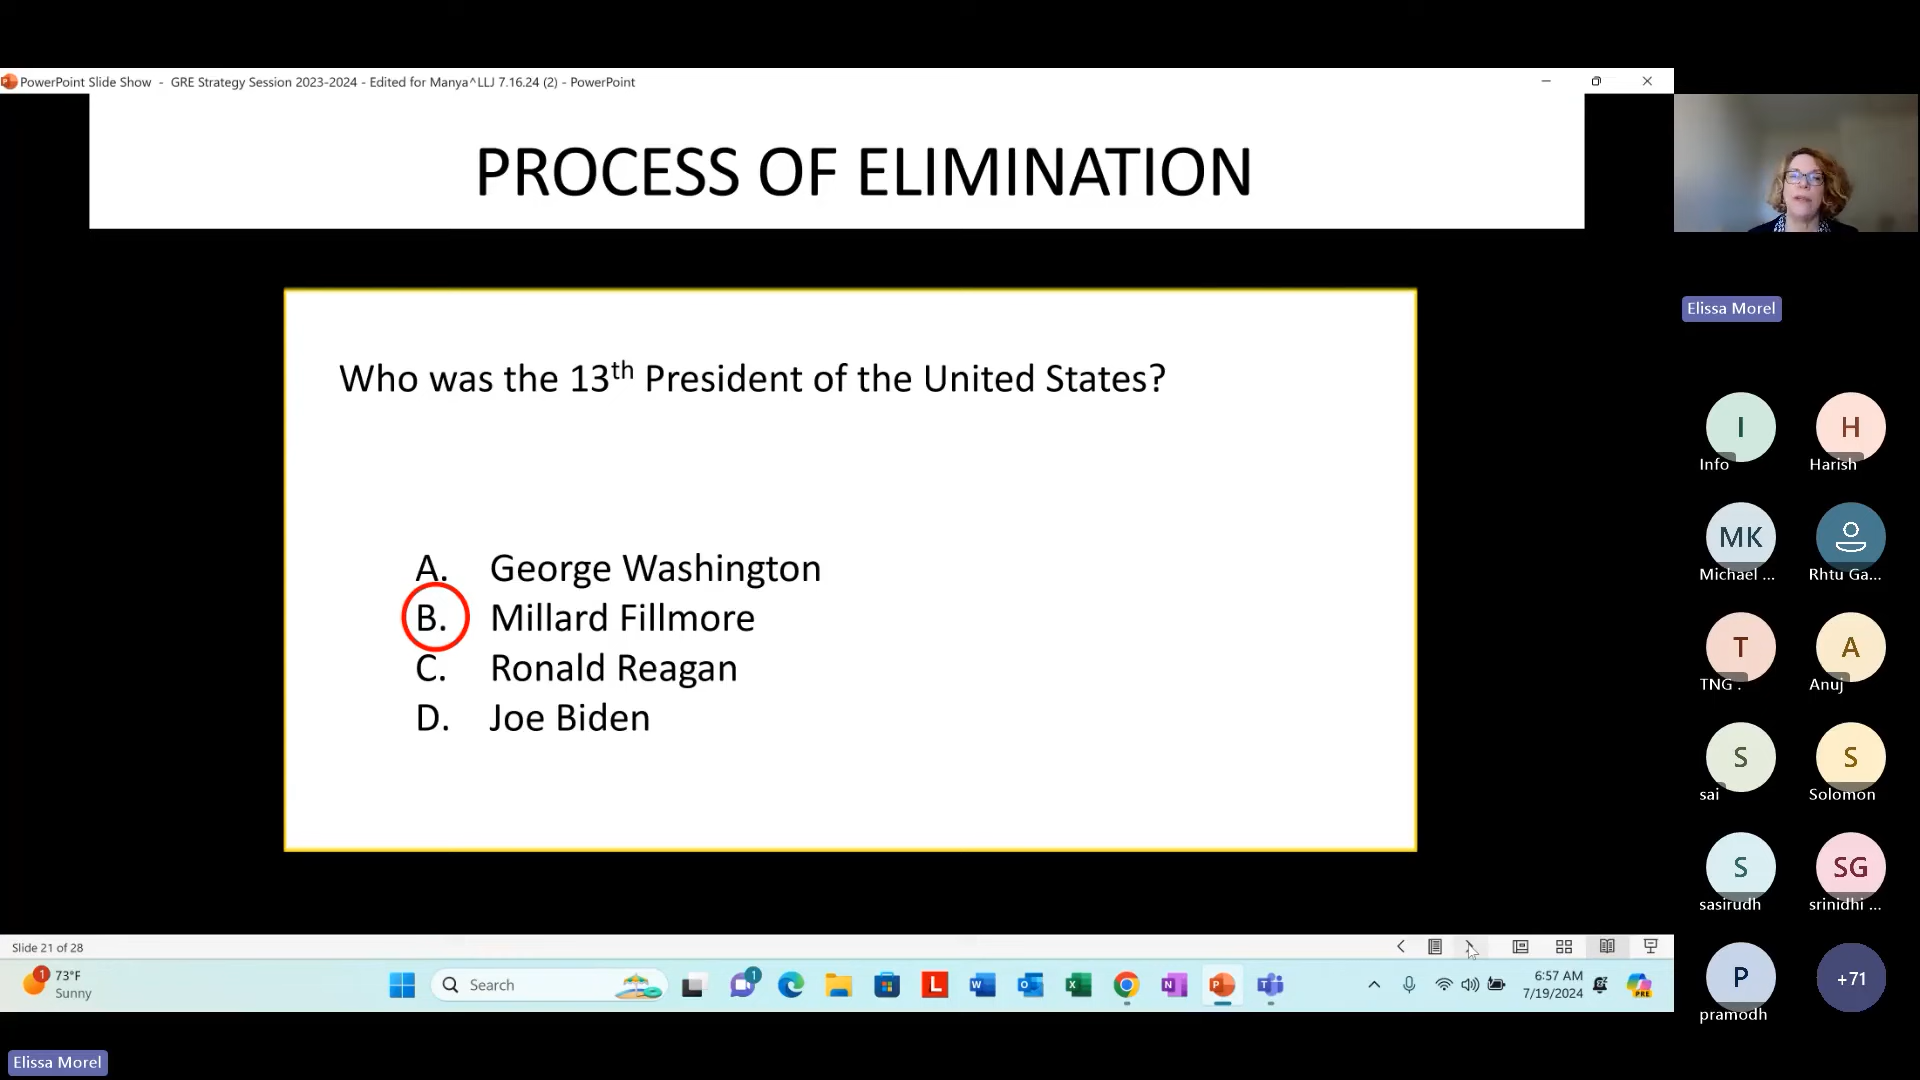 PowerPoint Slide Show - GRE Strategy Session 2023-2024 - Edited for Manya^LLJ 7.16.24 (2) - PowerPoint
PROCESS OF ELIMINATION
Who was the 13th President of the United States?
A. George Washington
B. Millard Fillmore
C. Ronald Reagan
D. Joe Biden
Elissa Morel
I
H
Info
Harish
MK
Michael ...
Rhtu Ga...
T
A
TNG .
Anuj
S
S
sai
Solomon
S
SG
sasirudh
srinidhi ...
P
+71
pramodh
Slide 21 of 28
1
73°F
Sunny
Search
1
L
W
O
X
N
P
T
6:57 AM
7/19/2024
PRE
Elissa Morel